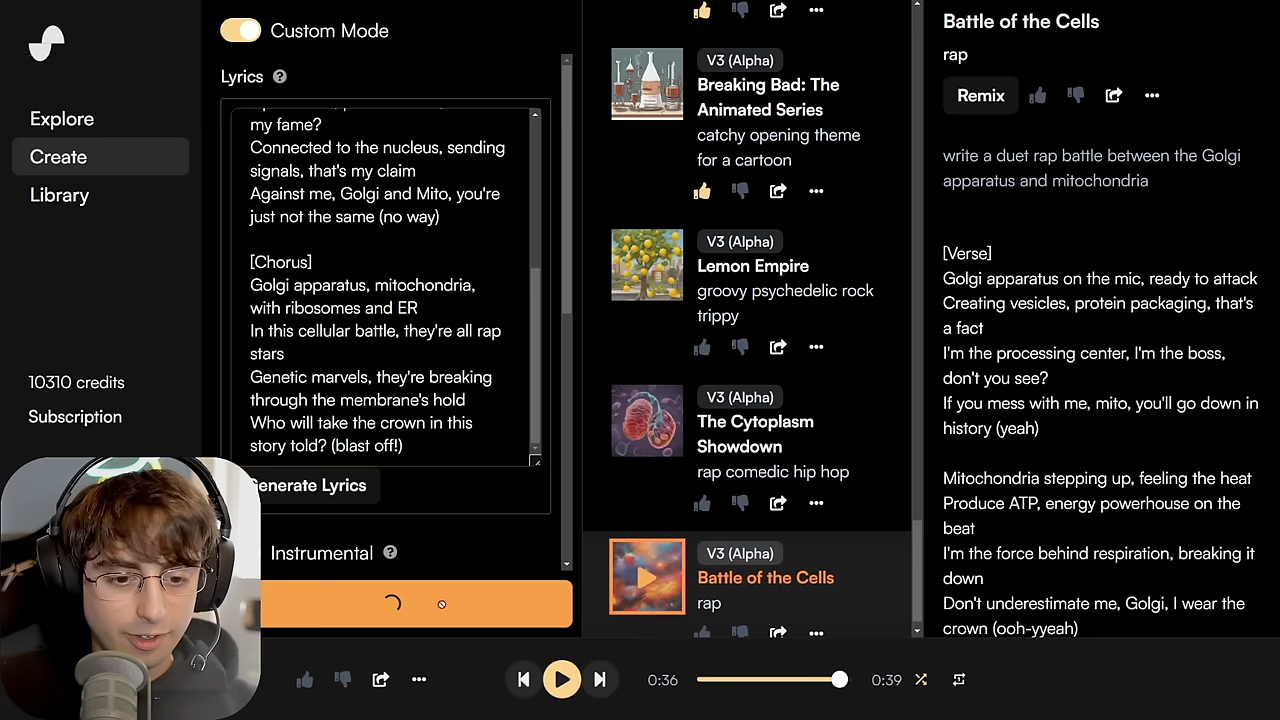 Explore
Create
Library
10310 credits
Subscription
Custom Mode
Lyrics ?
my fame?
Connected to the nucleus, sending
signals, that's my claim
Against me, Golgi and Mito, you're
just not the same (no way)
[Chorus]
Golgi apparatus, mitochondria,
with ribosomes and ER
In this cellular battle, they're all rap
stars
Genetic marvels, they're breaking
through the membrane's hold
Who will take the crown in this
story told? (blast off!)
Generate Lyrics
Instrumental ?
V3 (Alpha)
Breaking Bad: The
Animated Series
catchy opening theme
for a cartoon
V3 (Alpha)
Lemon Empire
groovy psychedelic rock
trippy
V3 (Alpha)
The Cytoplasm
Showdown
rap comedic hip hop
V3 (Alpha)
Battle of the Cells
rap
Battle of the Cells
rap
Remix
write a duet rap battle between the Golgi
apparatus and mitochondria
[Verse]
Golgi apparatus on the mic, ready to attack
Creating vesicles, protein packaging, that's
a fact
I'm the processing center, I'm the boss,
don't you see?
If you mess with me, mito, you'll go down in
history (yeah)
Mitochondria stepping up, feeling the heat
Produce ATP, energy powerhouse on the
beat
I'm the force behind respiration, breaking it
down
Don't underestimate me, Golgi, I wear the
crown (ooh-yyeah)
0:36
0:39